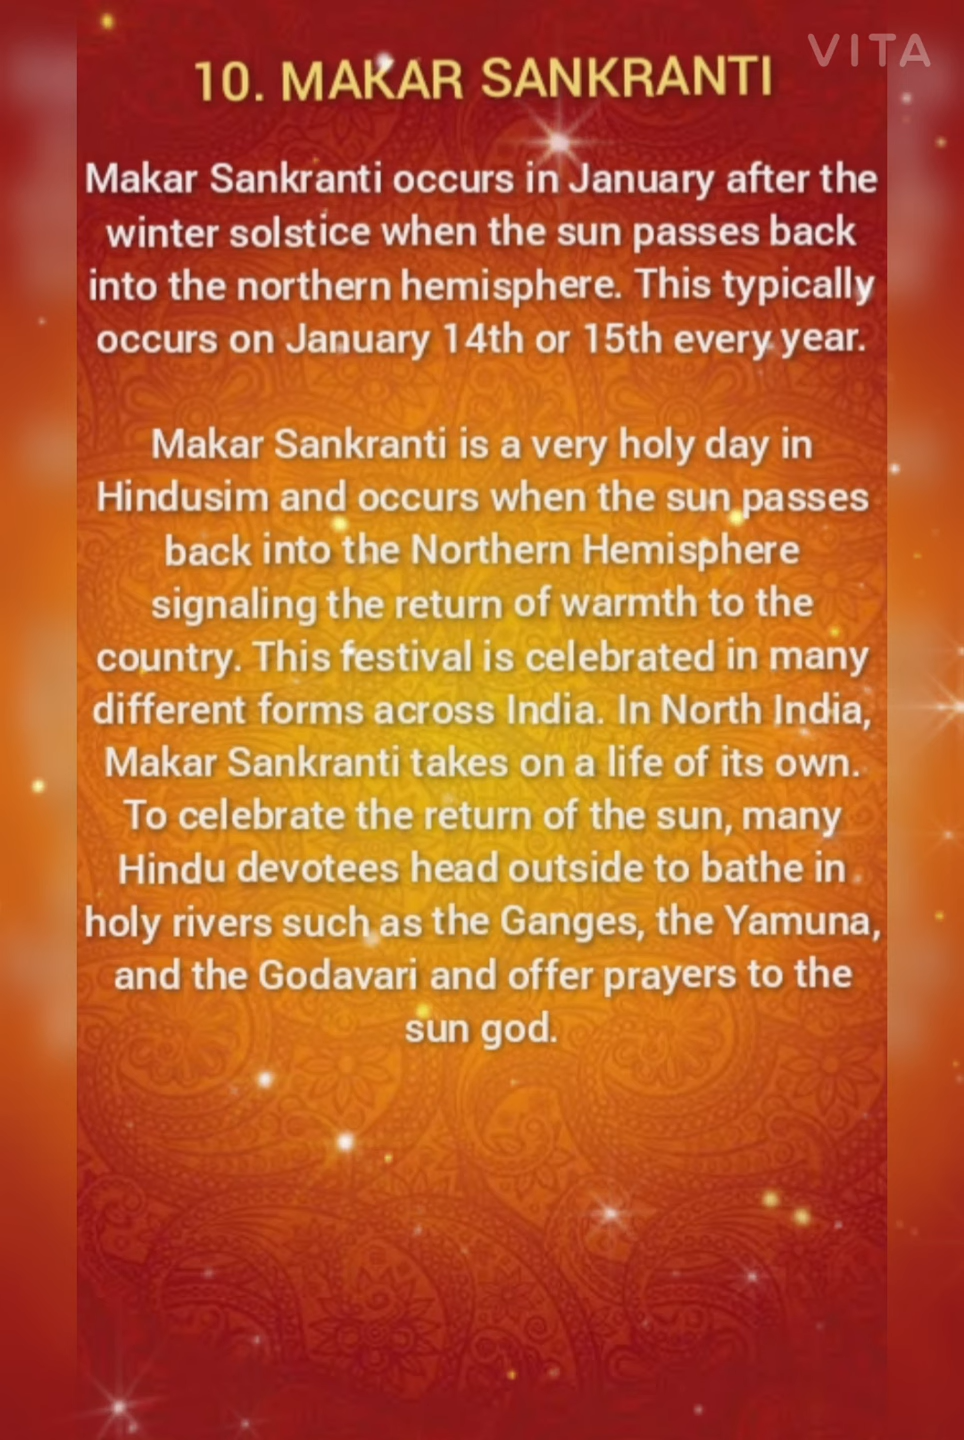 VITA
10. MAKAR SANKRANTI
Makar Sankranti occurs in January after the
winter solstice when the sun passes back
into the northern hemisphere. This typically
occurs on January 14th or 15th every year.
Makar Sankranti is a very holy day in
Hindusim and occurs when the sun passes
back into the Northern Hemisphere
signaling the return of warmth to the
country. This festival is celebrated in many
different forms across India. In North India,
Makar Sankranti takes on a life of its own.
To celebrate the return of the sun, many
Hindu devotees head outside to bathe in
holy rivers such as the Ganges, the Yamuna,
and the Godavari and offer prayers to the
sun god.